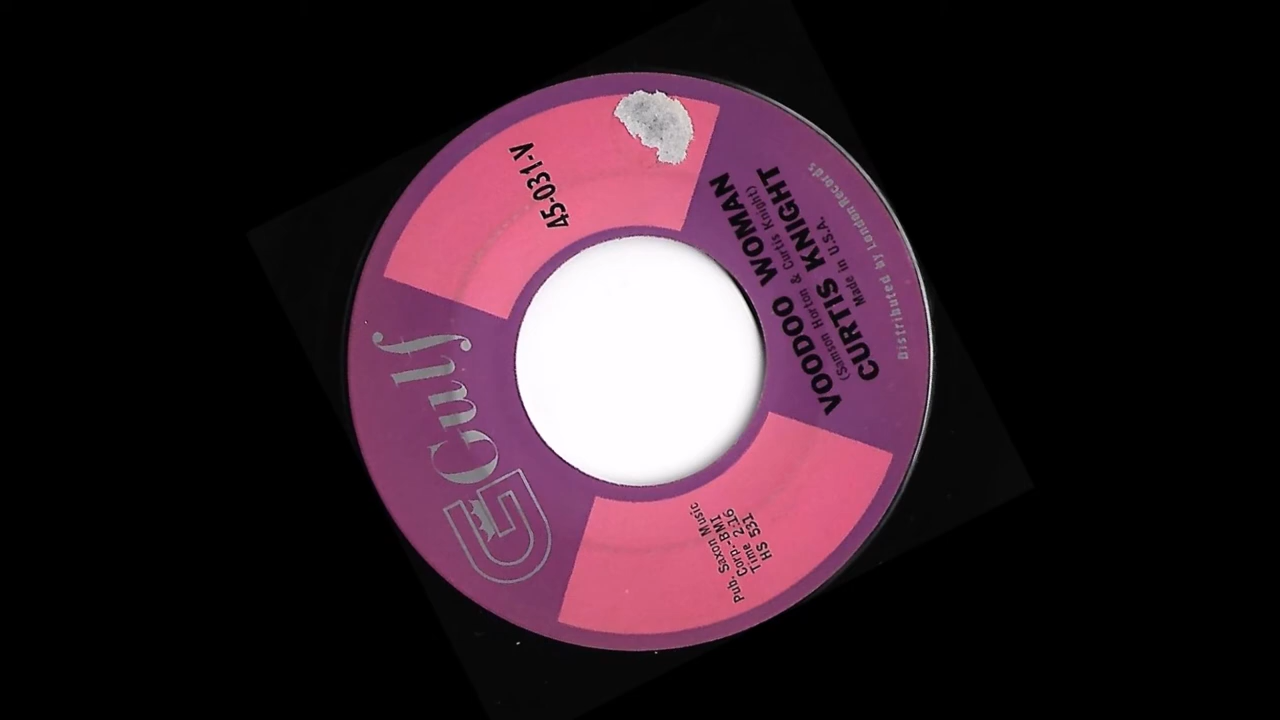 Gulf
Pub. Saxon Music
Corp.-BMI
Time 2:16
HS 531
45-031-V
VOODOO WOMAN
(Samson Horton & Curtis Knight)
CURTIS KNIGHT
Made in U.S.A.
Distributed by London Records